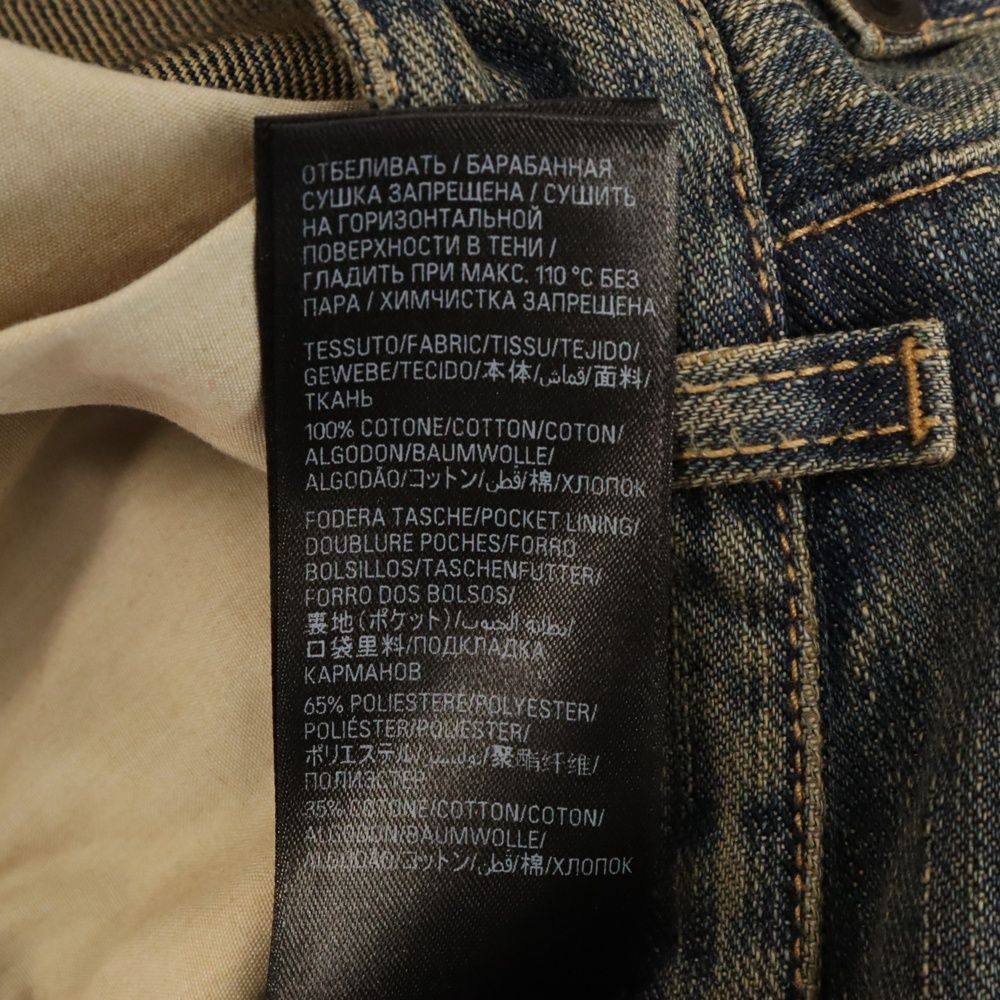 ОТБЕЛИВАТЬ / БАРАБАННАЯ
СУШКА ЗАПРЕЩЕНА / СУШИТЬ
НА ГОРИЗОНТАЛЬНОЙ
ПОВЕРХНОСТИ В ТЕНИ /
ГЛАДИТЬ ПРИ МАКС. 110 °C БЕЗ
ПАРА / ХИМЧИСТКА ЗАПРЕЩЕНА
TESSUTO/FABRIC/TISSU/TEJIDO/
GEWEBE/TECIDO/本体/قماش/面料/
ТКАНЬ
100% COTONE/COTTON/COTON/
ALGODON/BAUMWOLLE/
ALGODÃO/コットン/قطن/棉/ХЛОПОК
FODERA TASCHE/POCKET LINING/
DOUBLURE POCHES/FORRO
BOLSILLOS/TASCHENFUTTER/
FORRO DOS BOLSOS/
裏地(ポケット)/بطانة الجيوب/
口袋里料/ПОДКЛАДКА
КАРМАНОВ
65% POLIESTERE/POLYESTER/
POLIÉSTER/POLIESTER/
ポリエステル/بوليستر/聚酯纤维/
ПОЛИЭСТЕР
35% COTONE/COTTON/COTON/
ALGODON/BAUMWOLLE/
ALGODÃO/コットン/قطن/棉/ХЛОПОК